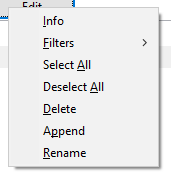 Edit
Info
Filters
Select All
Deselect All
Delete
Append
Rename